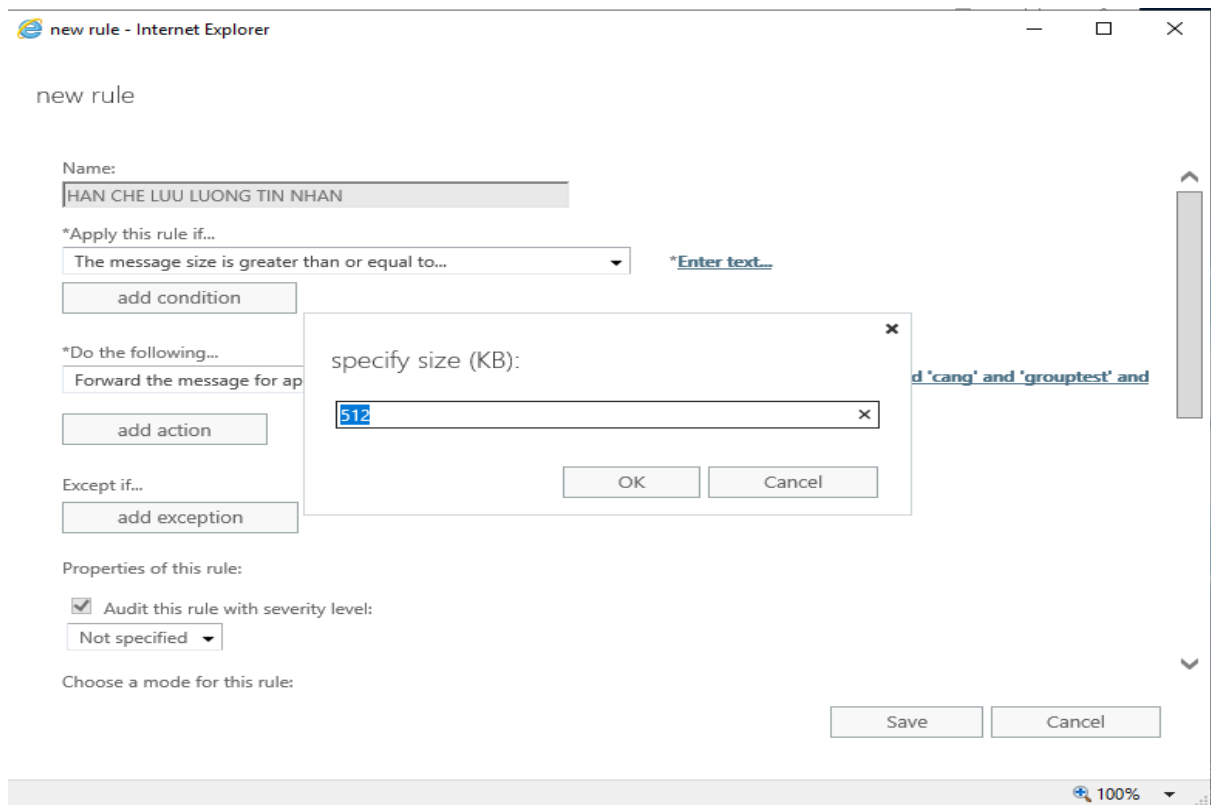 new rule - Internet Explorer
new rule
Name:
HAN CHE LUU LUONG TIN NHAN
*Apply this rule if...
The message size is greater than or equal to...
*Enter text...
add condition
specify size (KB):
*Do the following...
Forward the message for ap
d 'cang' and 'grouptest' and
512
add action
OK
Cancel
Except if...
add exception
Properties of this rule:
Audit this rule with severity level:
Not specified
Choose a mode for this rule:
Save
Cancel
100%